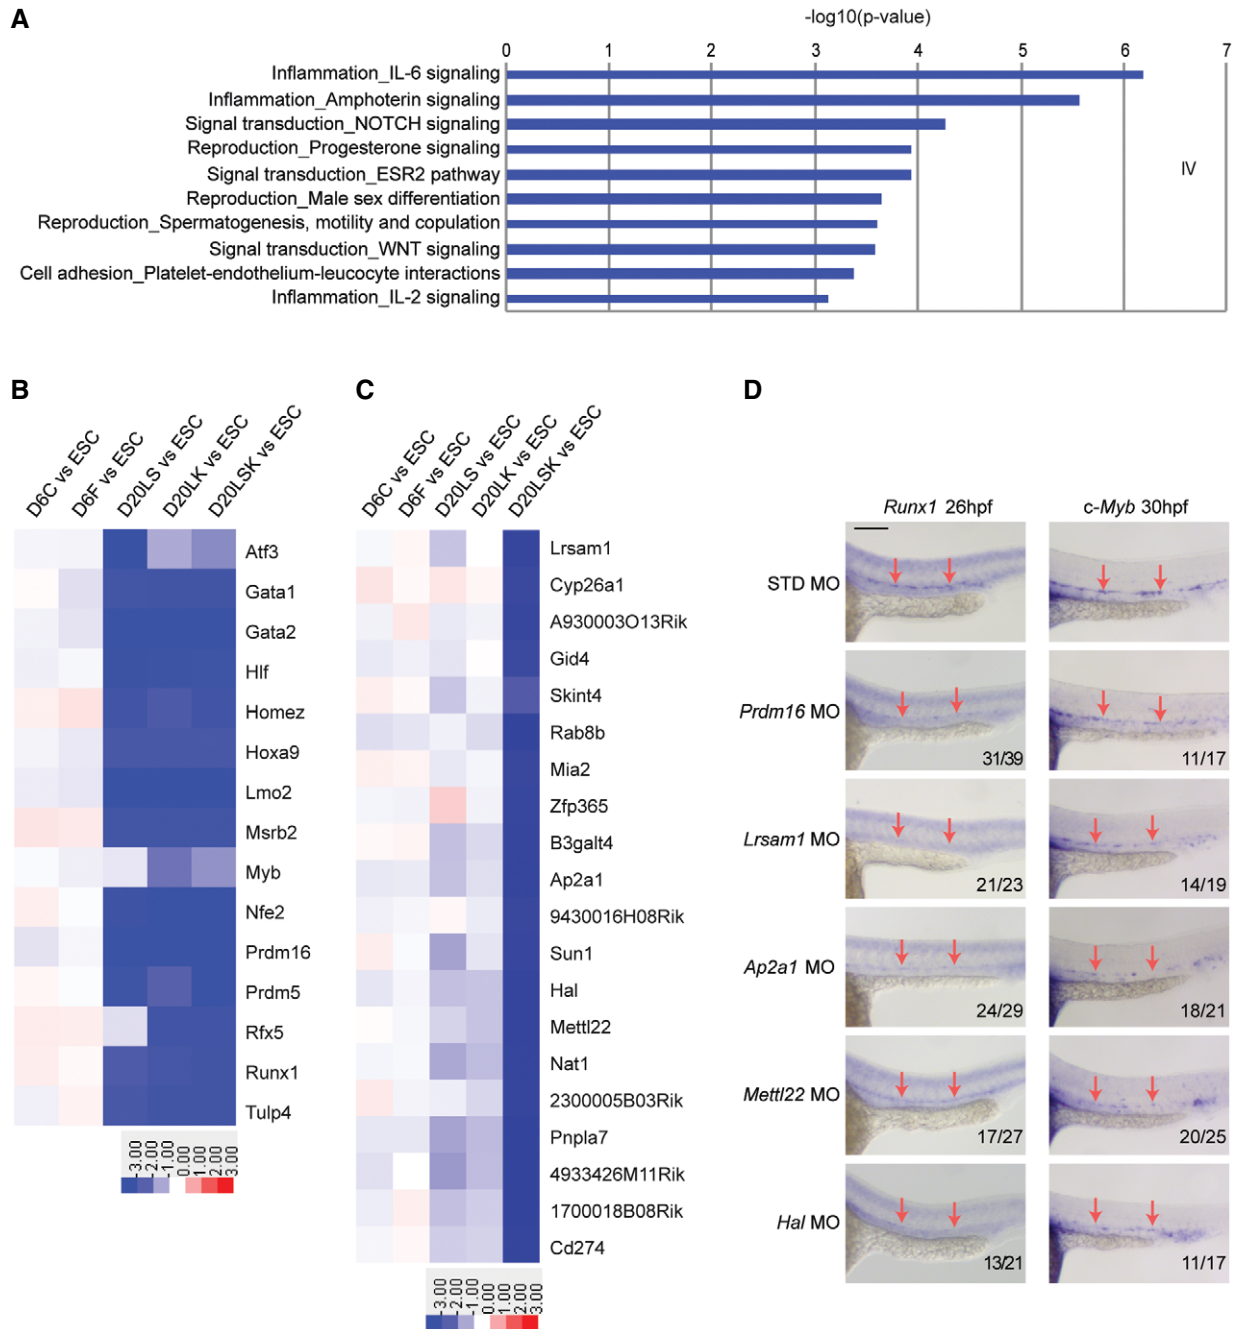 A
-log10(p-value)
0 1 2 3 4 5 6 7
Inflammation_IL-6 signaling
Inflammation_Amphoterin signaling
Signal transduction_NOTCH signaling
Reproduction_Progesterone signaling
Signal transduction_ESR2 pathway
Reproduction_Male sex differentiation
Reproduction_Spermatogenesis, motility and copulation
Signal transduction_WNT signaling
Cell adhesion_Platelet-endothelium-leucocyte interactions
Inflammation_IL-2 signaling
IV
B
D6C vs ESC
D6F vs ESC
D20LS vs ESC
D20LK vs ESC
D20LSK vs ESC
Atf3
Gata1
Gata2
Hlf
Homez
Hoxa9
Lmo2
Msrb2
Myb
Nfe2
Prdm16
Prdm5
Rfx5
Runx1
Tulp4
-3.00
-2.00
-1.00
0.00
1.00
2.00
3.00
C
D6C vs ESC
D6F vs ESC
D20LS vs ESC
D20LK vs ESC
D20LSK vs ESC
Lrsam1
Cyp26a1
A930003O13Rik
Gid4
Skint4
Rab8b
Mia2
Zfp365
B3galt4
Ap2a1
9430016H08Rik
Sun1
Hal
Mettl22
Nat1
2300005B03Rik
Pnpla7
4933426M11Rik
1700018B08Rik
Cd274
-3.00
-2.00
-1.00
0.00
1.00
2.00
3.00
D
Runx1 26hpf
c-Myb 30hpf
STD MO
Prdm16 MO
31/39
11/17
Lrsam1 MO
21/23
14/19
Ap2a1 MO
24/29
18/21
Mettl22 MO
17/27
20/25
Hal MO
13/21
11/17